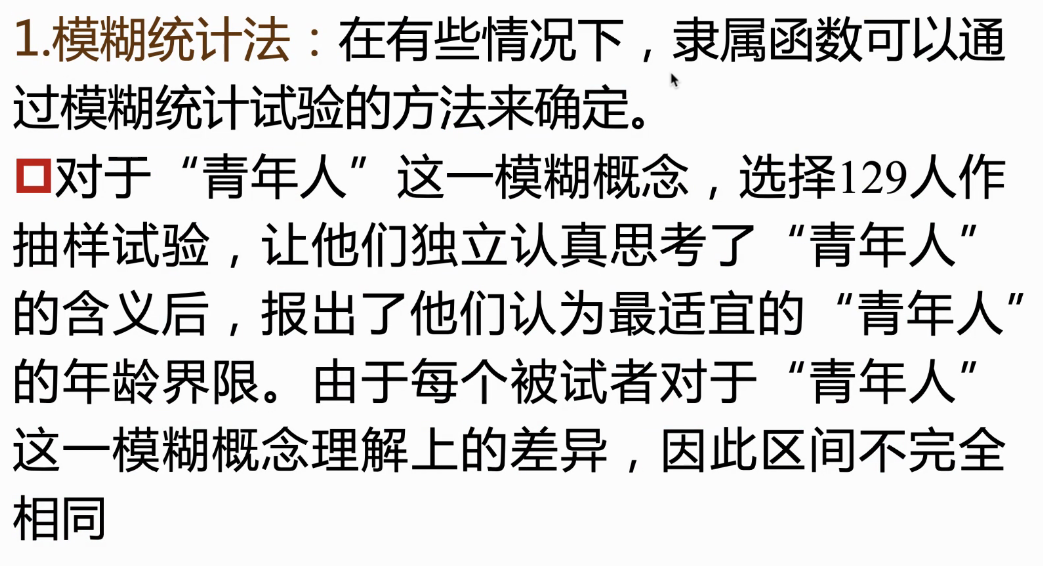 1.模糊统计法：在有些情况下，隶属函数可以通
过模糊统计试验的方法来确定。
对于“青年人”这一模糊概念，选择129人作
抽样试验，让他们独立认真思考了“青年人”
的含义后，报出了他们认为最适宜的“青年人”
的年龄界限。由于每个被试者对于“青年人”
这一模糊概念理解上的差异，因此区间不完全
相同